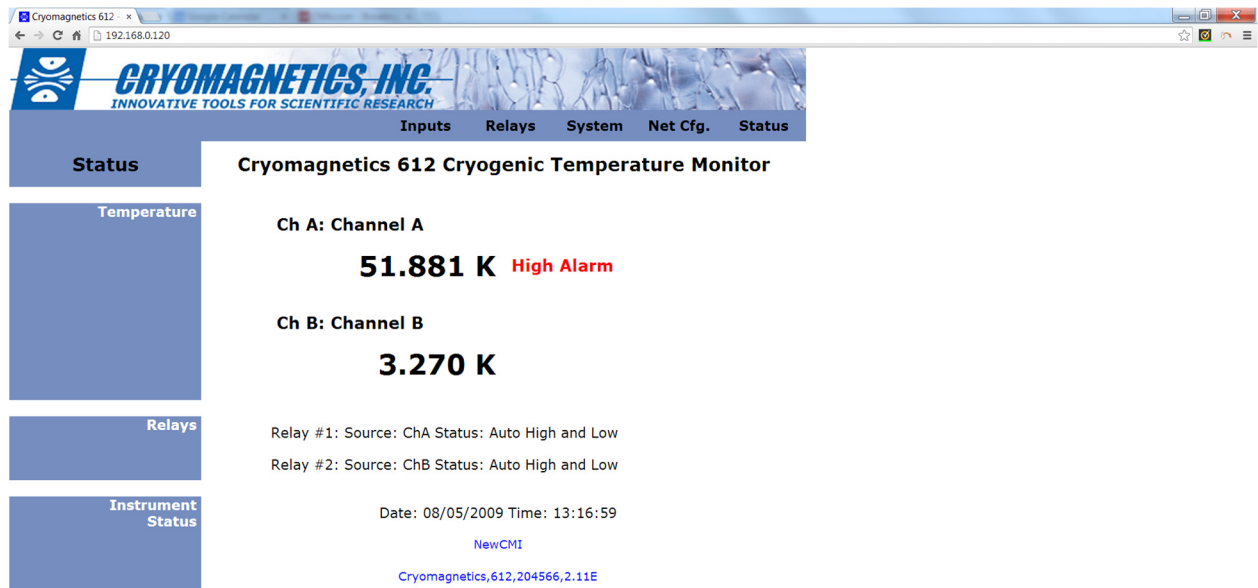 Cryomagnetics 612 -
192.168.0.120
CRYOMAGNETICS, INC.
INNOVATIVE TOOLS FOR SCIENTIFIC RESEARCH
Inputs Relays System Net Cfg. Status
Status
Cryomagnetics 612 Cryogenic Temperature Monitor
Temperature
Ch A: Channel A
51.881 K High Alarm
Ch B: Channel B
3.270 K
Relays
Relay #1: Source: ChA Status: Auto High and Low
Relay #2: Source: ChB Status: Auto High and Low
Instrument
Status
Date: 08/05/2009 Time: 13:16:59
NewCMI
Cryomagnetics,612,204566,2.11E